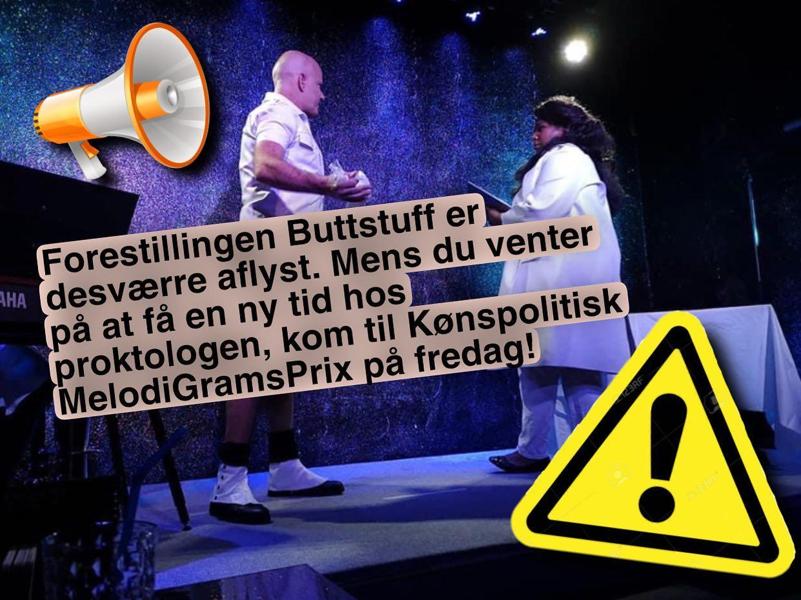 Forestillingen Buttstuff er
desværre aflyst. Mens du venter
på at få en ny tid hos
proktologen, kom til Kønspolitisk
MelodiGramsPrix på fredag!
AHA